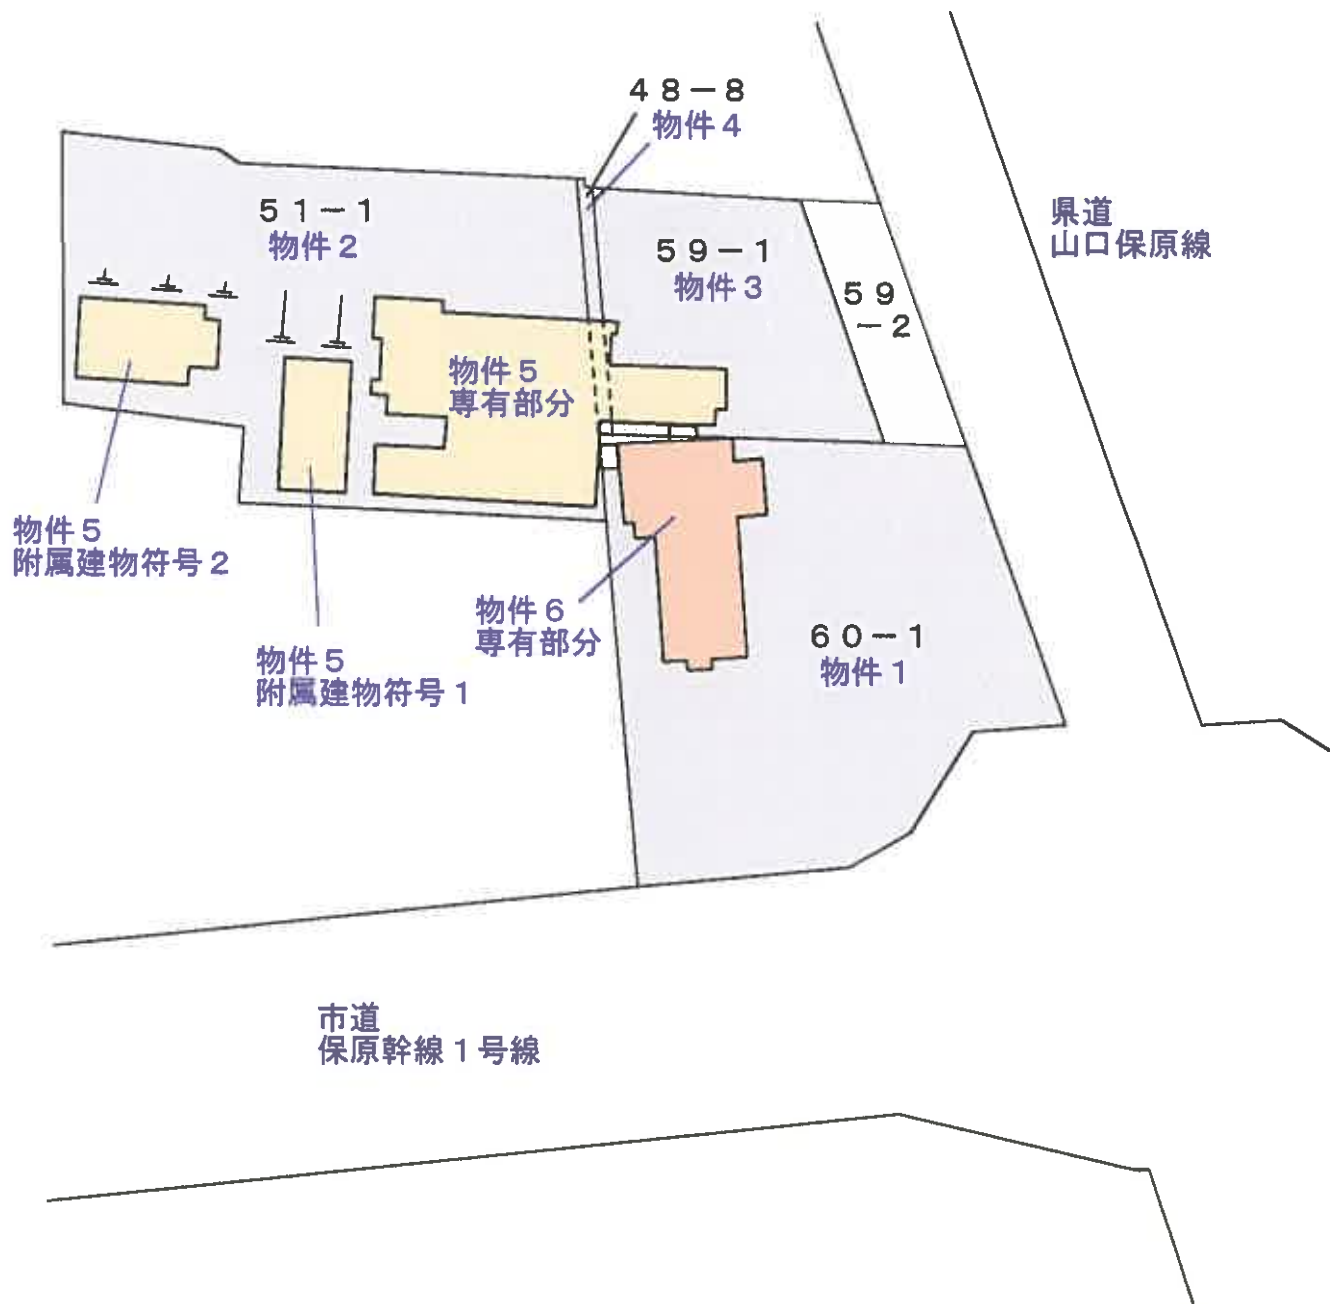 48-8
物件4
51-1
物件2
59-1
物件3
59
-2
県道
山口保原線
物件5
専有部分
物件5
附属建物符号2
物件6
専有部分
60-1
物件1
物件5
附属建物符号1
市道
保原幹線1号線